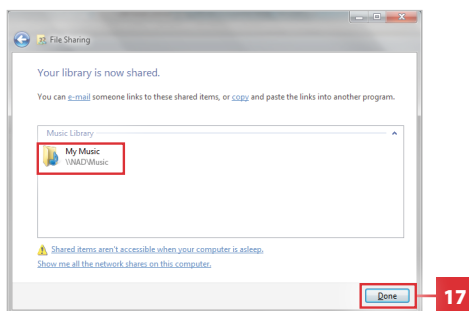 File Sharing
Your library is now shared.
You can e-mail someone links to these shared items, or copy and paste the links into another program.
Music Library
My Music
\\NAD\Music
Shared items aren't accessible when your computer is asleep.
Show me all the network shares on this computer.
Done
17